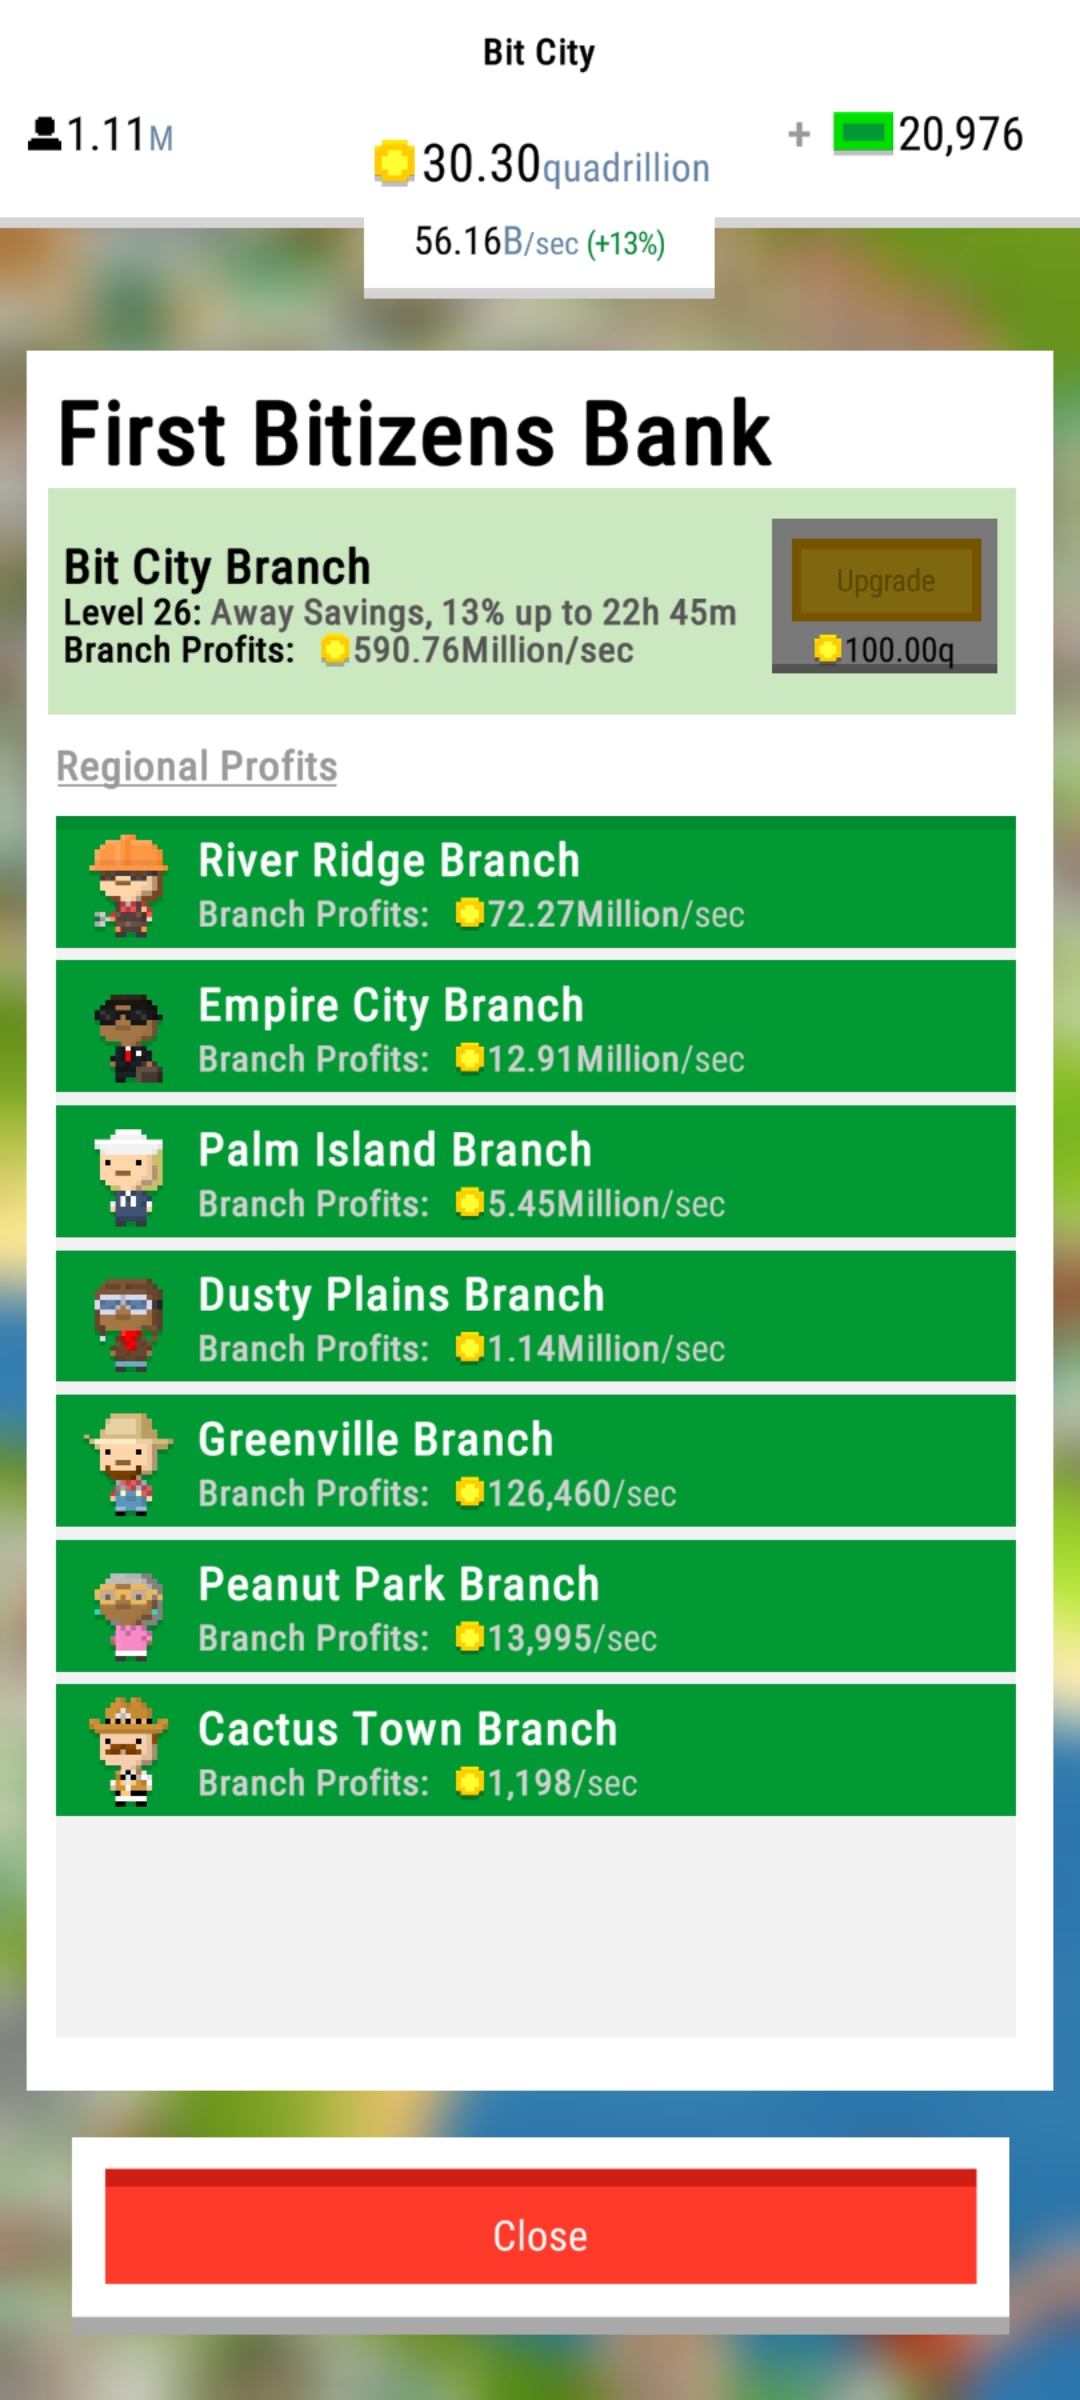 Bit City
1.11M
30.30quadrillion
+ 20,976
56.16B/sec (+13%)
First Bitizens Bank
Bit City Branch
Level 26: Away Savings, 13% up to 22h 45m
Branch Profits: 590.76Million/sec
Upgrade
100.00q
Regional Profits
River Ridge Branch
Branch Profits: 72.27Million/sec
Empire City Branch
Branch Profits: 12.91Million/sec
Palm Island Branch
Branch Profits: 5.45Million/sec
Dusty Plains Branch
Branch Profits: 1.14Million/sec
Greenville Branch
Branch Profits: 126,460/sec
Peanut Park Branch
Branch Profits: 13,995/sec
Cactus Town Branch
Branch Profits: 1,198/sec
Close